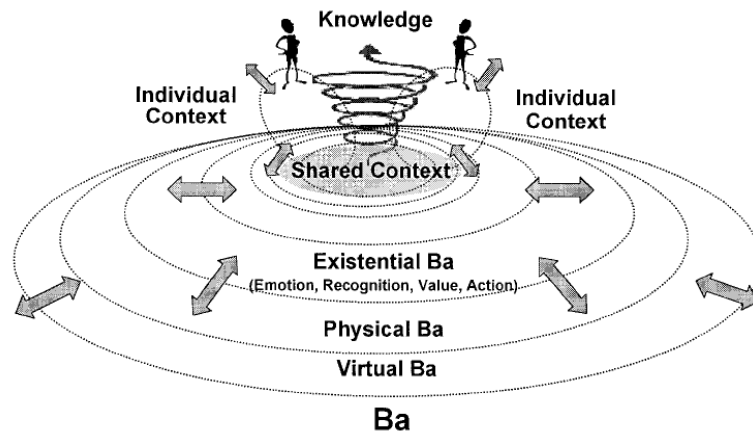 Knowledge
Individual
Context
Individual
Context
Shared Context
Existential Ba
(Emotion, Recognition, Value, Action)
Physical Ba
Virtual Ba
Ba